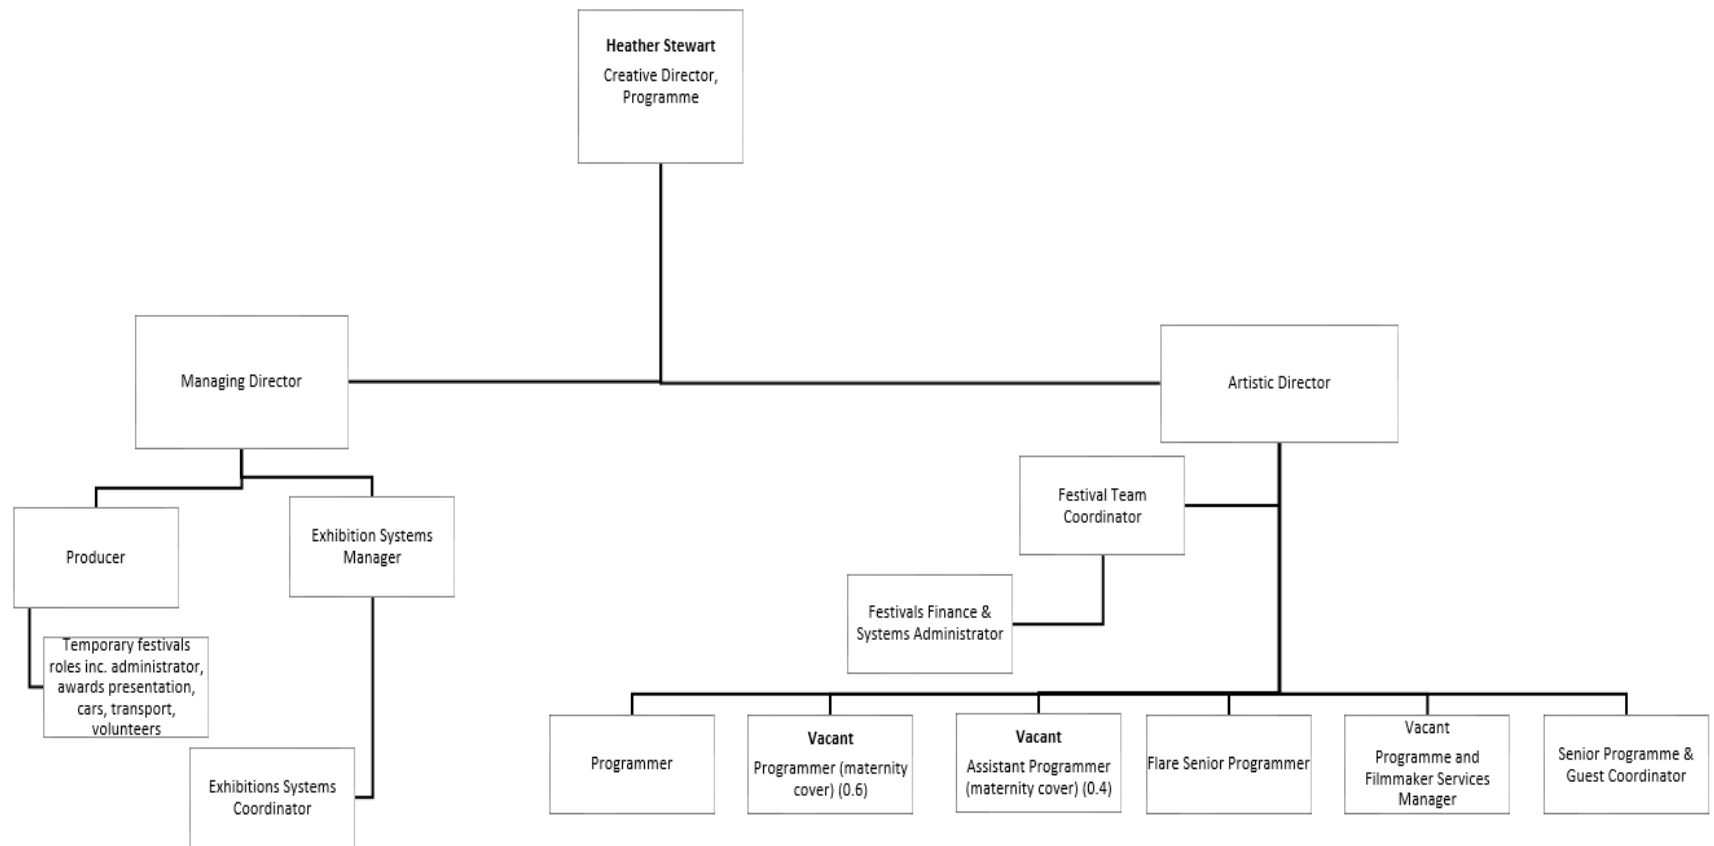 Heather Stewart
Creative Director,
Programme
Managing Director
Artistic Director
Producer
Exhibition Systems
Manager
Temporary festivals
roles inc. administrator,
awards presentation,
cars, transport,
volunteers
Exhibitions Systems
Coordinator
Festival Team
Coordinator
Festivals Finance &
Systems Administrator
Programmer
Vacant
Programmer (maternity
cover) (0.6)
Vacant
Assistant Programmer
(maternity cover) (0.4)
Flare Senior Programmer
Vacant
Programme and
Filmmaker Services
Manager
Senior Programme &
Guest Coordinator